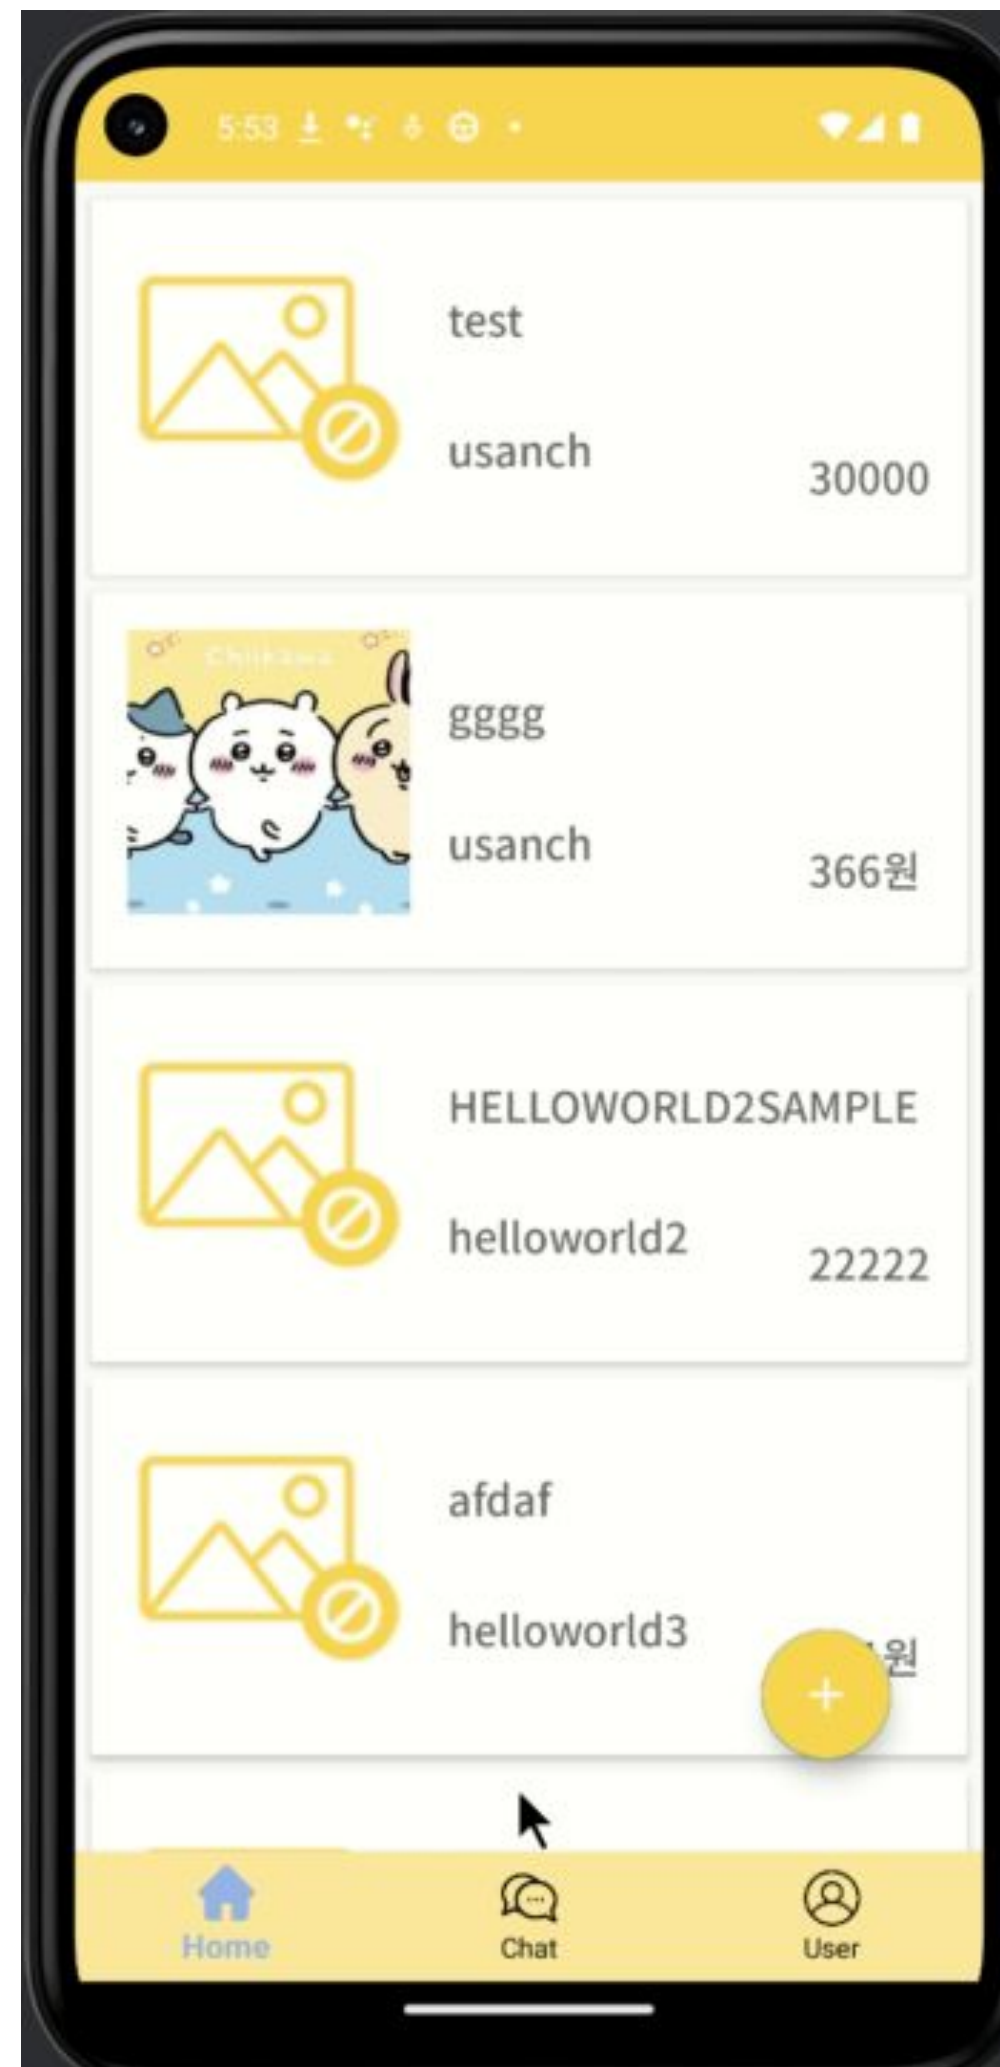 5:53
test
usanch
30000
Chiikawa
gggg
usanch
366원
HELLOWORLD2SAMPLE
helloworld2
22222
afdaf
helloworld3
원
+
Home
Chat
User